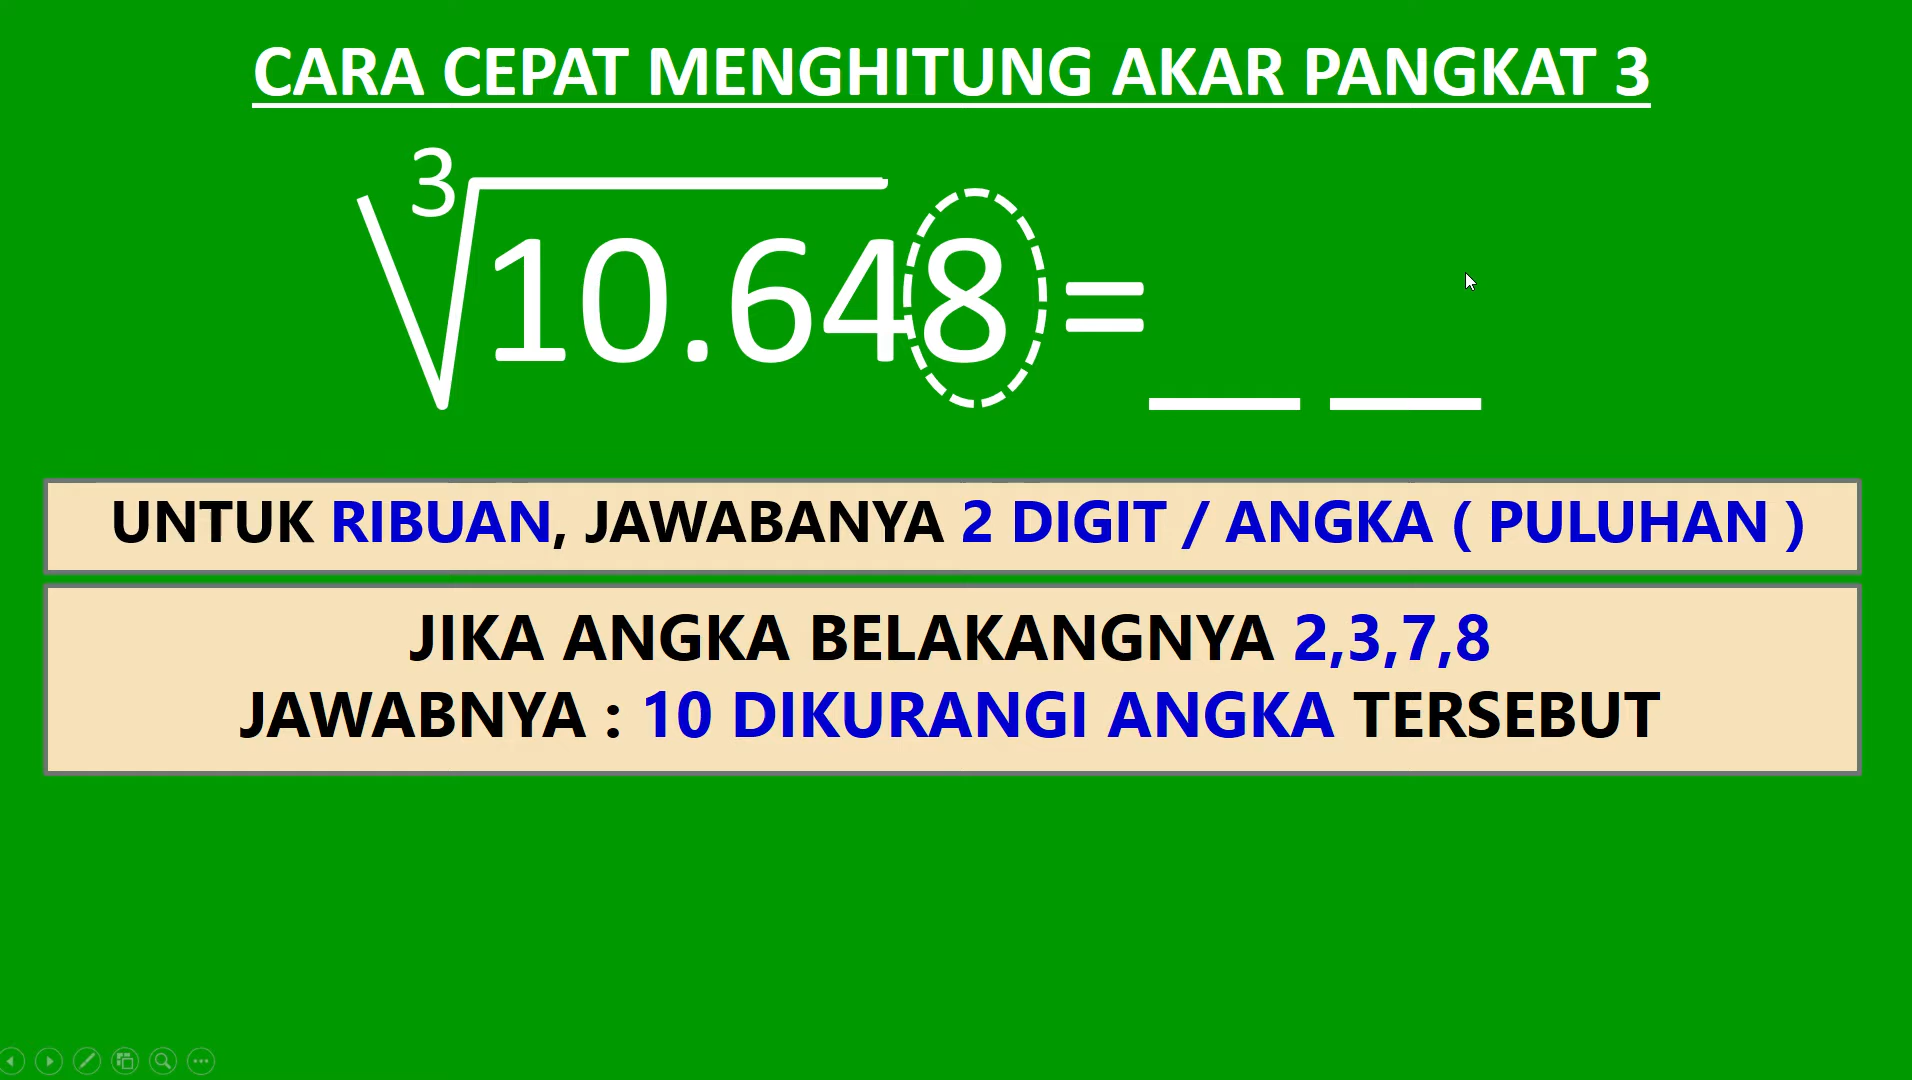 CARA CEPAT MENGHITUNG AKAR PANGKAT 3
3√10.648 = __ __
UNTUK RIBUAN, JAWABANYA 2 DIGIT / ANGKA ( PULUHAN )
JIKA ANGKA BELAKANGNYA 2,3,7,8
JAWABNYA : 10 DIKURANGI ANGKA TERSEBUT